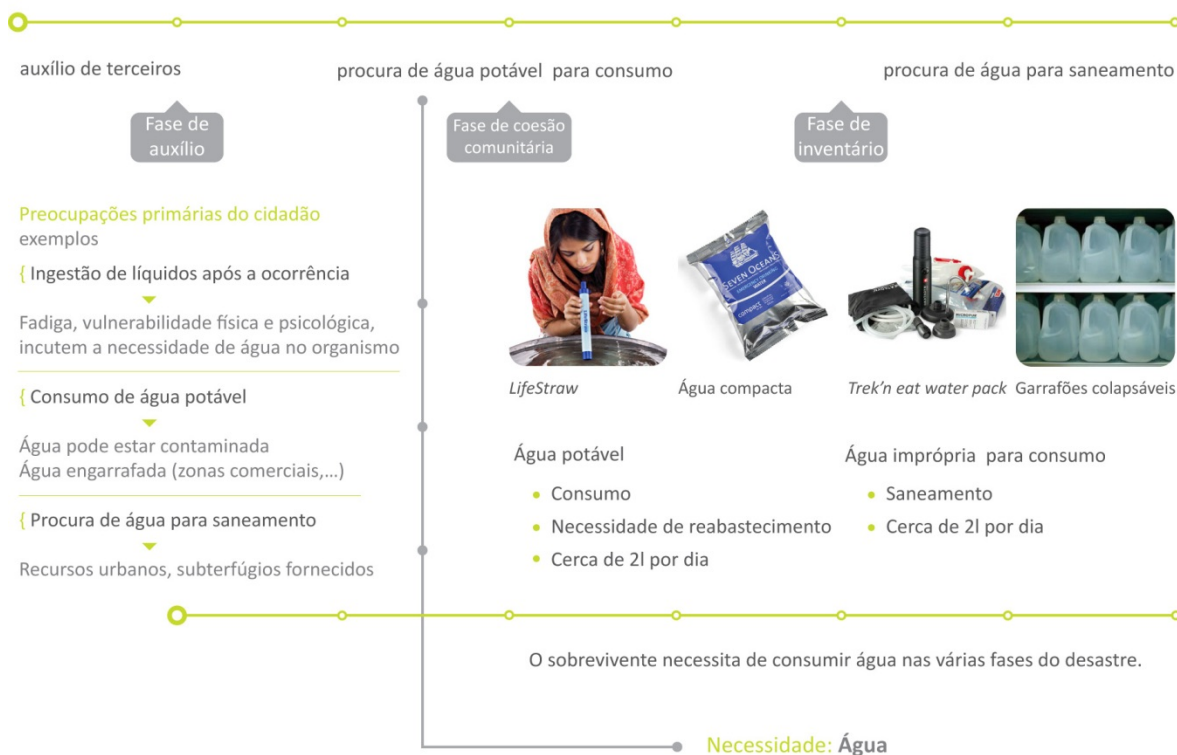 auxílio de terceiros
procura de água potável para consumo
procura de água para saneamento
Fase de
auxílio
Fase de coesão
comunitária
Fase de
inventário
Preocupações primárias do cidadão
exemplos
{ Ingestão de líquidos após a ocorrência
Fadiga, vulnerabilidade física e psicológica,
incutem a necessidade de água no organismo
{ Consumo de água potável
Água pode estar contaminada
Água engarrafada (zonas comerciais,...)
{ Procura de água para saneamento
Recursos urbanos, subterfúgios fornecidos
SEVEN OCEANS
WATER
compact
LifeStraw
Água compacta
Trek'n eat water pack
Garrafões colapsáveis
Água potável
Consumo
Necessidade de reabastecimento
Cerca de 2l por dia
Água imprópria para consumo
Saneamento
Cerca de 2l por dia
O sobrevivente necessita de consumir água nas várias fases do desastre.
Necessidade: Água